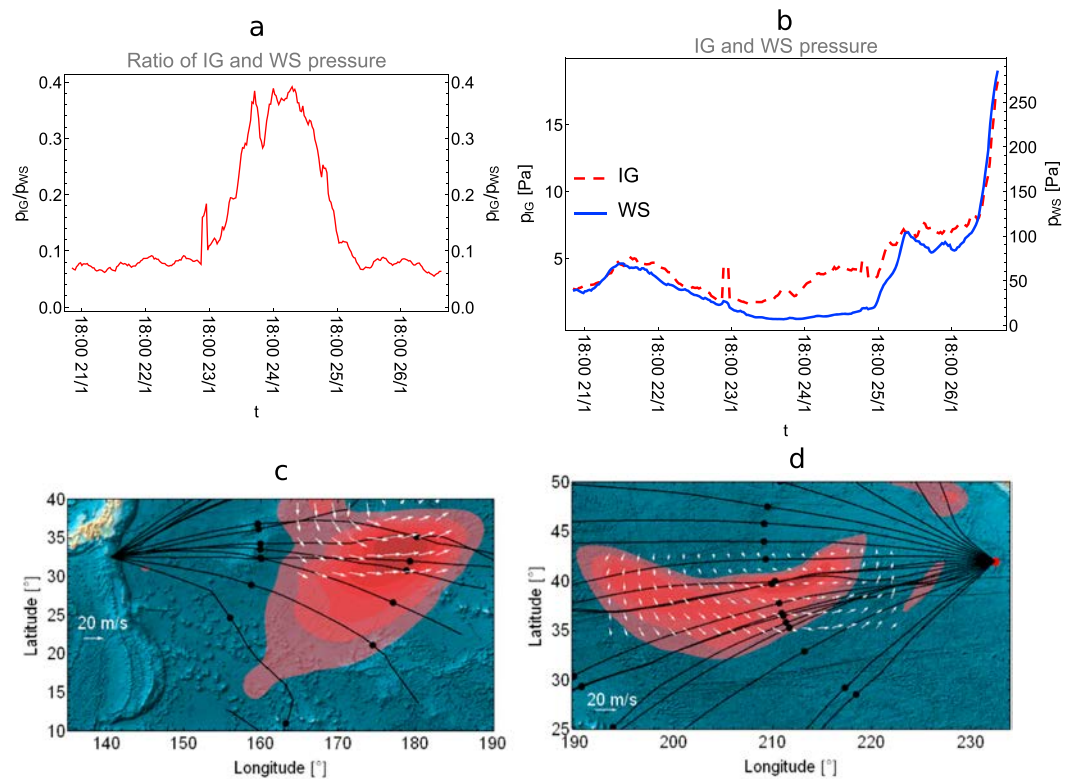 a
Ratio of IG and WS pressure
0.4
0.3
0.2
0.1
0.0
pIG/pWS
0.4
0.3
0.2
0.1
0.0
pIG/pWS
18:00 21/1
18:00 22/1
18:00 23/1
18:00 24/1
18:00 25/1
18:00 26/1
t
b
IG and WS pressure
15
10
5
pIG [Pa]
IG
WS
250
200
150
100
50
0
pWS [Pa]
18:00 21/1
18:00 22/1
18:00 23/1
18:00 24/1
18:00 25/1
18:00 26/1
t
c
40
35
30
25
20
15
10
Latitude [°]
20 m/s
140 150 160 170 180 190
Longitude [°]
d
50
45
40
35
30
25
Latitude [°]
20 m/s
190 200 210 220 230
Longitude [°]